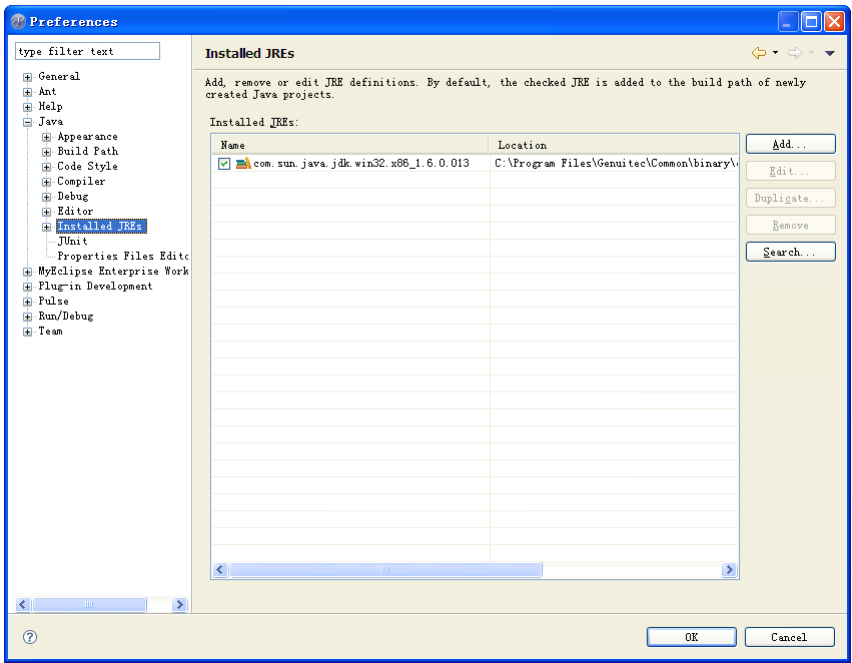 Preferences
type filter text
General
Ant
Help
Java
Appearance
Build Path
Code Style
Compiler
Debug
Editor
Installed JREs
JUnit
Properties Files Editc
MyEclipse Enterprise Work
Plug-in Development
Pulse
Run/Debug
Team
Installed JREs
Add, remove or edit JRE definitions. By default, the checked JRE is added to the build path of newly
created Java projects.
Installed JREs:
Name Location
com.sun.java.jdk.win32.x86_1.6.0.013 C:\Program Files\Genuitec\Common\binary\
Add...
Edit...
Duplicate...
Remove
Search...
OK Cancel